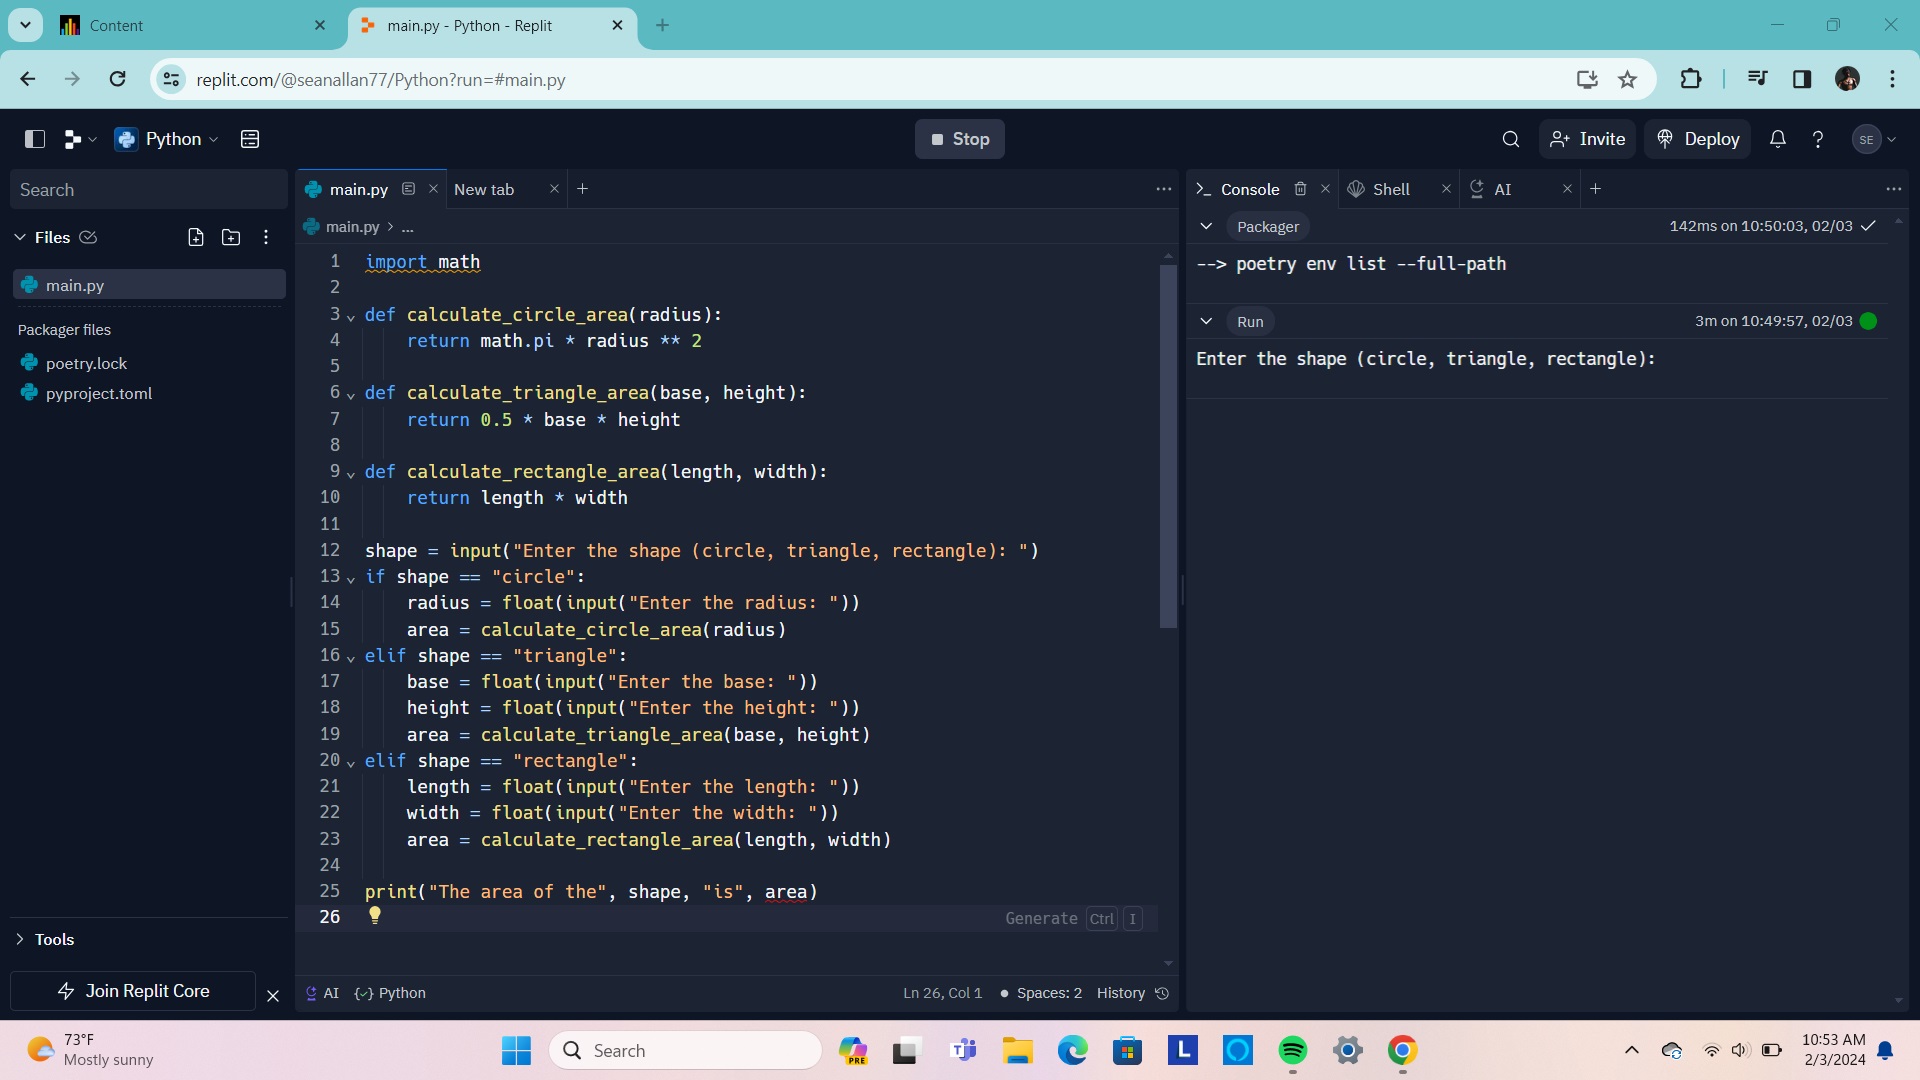 Content
main.py - Python - Replit
replit.com/@seanallan77/Python?run=#main.py
Python
Stop
Invite
Deploy
SE
Search
Files
main.py
Packager files
poetry.lock
pyproject.toml
Tools
Join Replit Core
main.py
New tab
main.py > ...
1 import math
2
3 def calculate_circle_area(radius):
4 return math.pi * radius ** 2
5
6 def calculate_triangle_area(base, height):
7 return 0.5 * base * height
8
9 def calculate_rectangle_area(length, width):
10 return length * width
11
12 shape = input("Enter the shape (circle, triangle, rectangle): ")
13 if shape == "circle":
14 radius = float(input("Enter the radius: "))
15 area = calculate_circle_area(radius)
16 elif shape == "triangle":
17 base = float(input("Enter the base: "))
18 height = float(input("Enter the height: "))
19 area = calculate_triangle_area(base, height)
20 elif shape == "rectangle":
21 length = float(input("Enter the length: "))
22 width = float(input("Enter the width: "))
23 area = calculate_rectangle_area(length, width)
24
25 print("The area of the", shape, "is", area)
26 Generate Ctrl I
AI {} Python
Ln 26, Col 1 Spaces: 2 History
Console
Shell
AI
Packager 142ms on 10:50:03, 02/03
--> poetry env list --full-path
Run 3m on 10:49:57, 02/03
Enter the shape (circle, triangle, rectangle):
73°F
Mostly sunny
Search
PRE
T
L
10:53 AM
2/3/2024